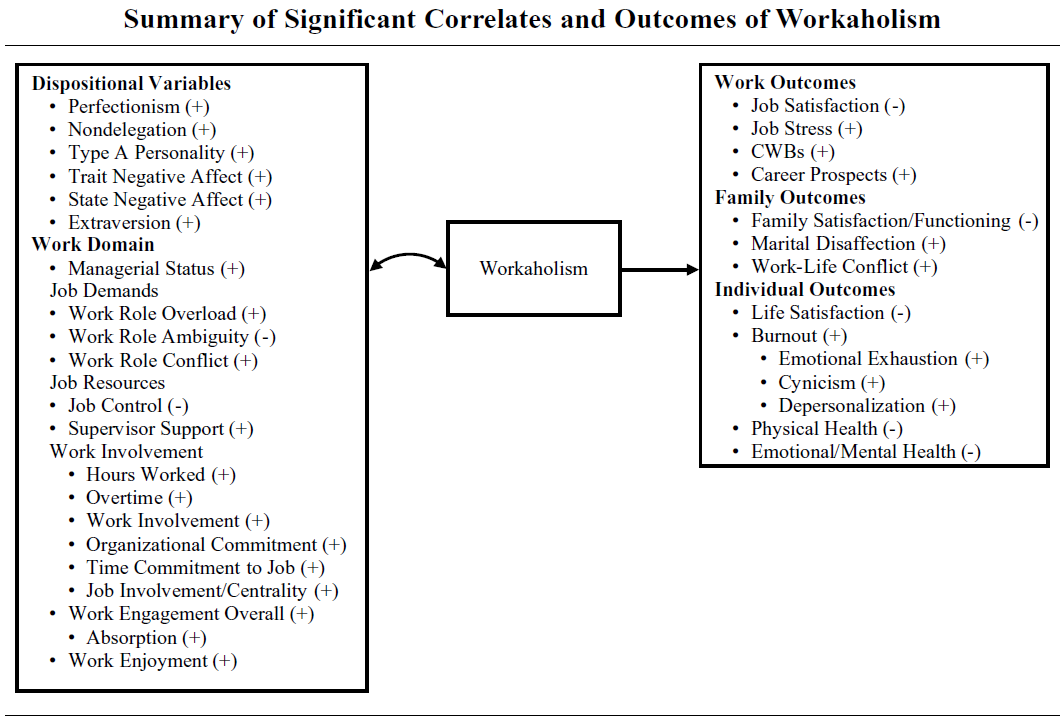 Summary of Significant Correlates and Outcomes of Workaholism
Dispositional Variables
• Perfectionism (+)
• Nondelegation (+)
• Type A Personality (+)
• Trait Negative Affect (+)
• State Negative Affect (+)
• Extraversion (+)
Work Domain
• Managerial Status (+)
Job Demands
• Work Role Overload (+)
• Work Role Ambiguity (-)
• Work Role Conflict (+)
Job Resources
• Job Control (-)
• Supervisor Support (+)
Work Involvement
• Hours Worked (+)
• Overtime (+)
• Work Involvement (+)
• Organizational Commitment (+)
• Time Commitment to Job (+)
• Job Involvement/Centrality (+)
• Work Engagement Overall (+)
• Absorption (+)
• Work Enjoyment (+)
Workaholism
Work Outcomes
• Job Satisfaction (-)
• Job Stress (+)
• CWBs (+)
• Career Prospects (+)
Family Outcomes
• Family Satisfaction/Functioning (-)
• Marital Disaffection (+)
• Work-Life Conflict (+)
Individual Outcomes
• Life Satisfaction (-)
• Burnout (+)
• Emotional Exhaustion (+)
• Cynicism (+)
• Depersonalization (+)
• Physical Health (-)
• Emotional/Mental Health (-)